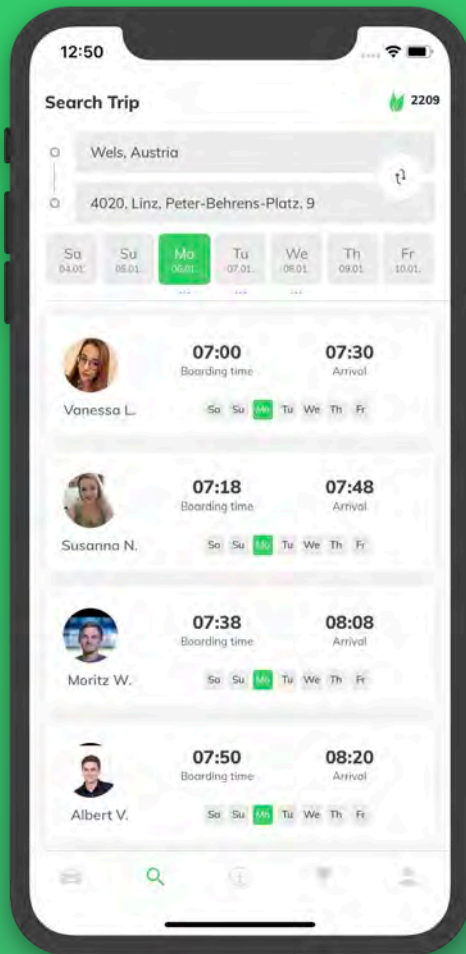 12:50
Search Trip 2209
Wels, Austria
4020, Linz, Peter-Behrens-Platz, 9
Sa Su Mo Tu We Th Fr
04.01. 05.01. 06.01. 07.01. 08.01. 09.01. 10.01.
07:00 07:30
Boarding time Arrival
Vanessa L. Sa Su Mo Tu We Th Fr
07:18 07:48
Boarding time Arrival
Susanna N. Sa Su Mo Tu We Th Fr
07:38 08:08
Boarding time Arrival
Moritz W. Sa Su Mo Tu We Th Fr
07:50 08:20
Boarding time Arrival
Albert V. Sa Su Mo Tu We Th Fr